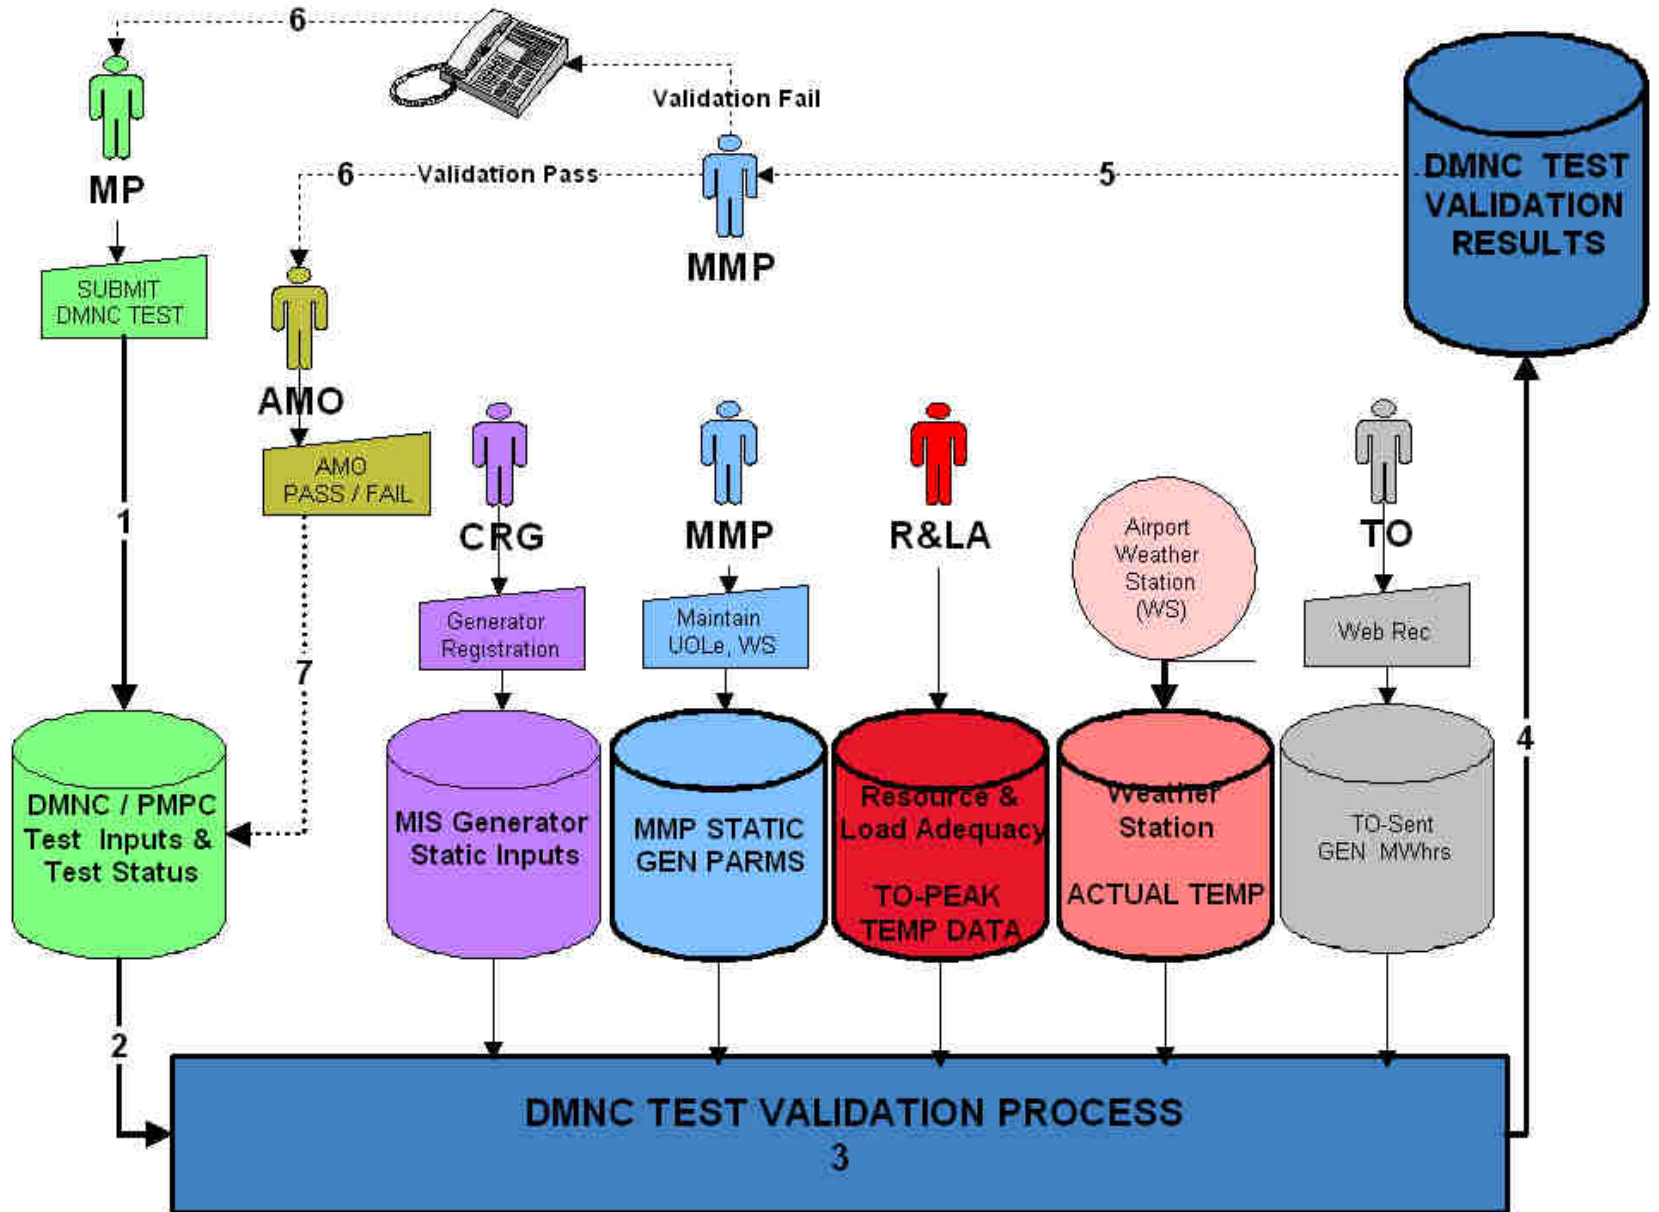 6
Validation Fail
MP
6
Validation Pass
MMP
5
DMNC TEST
VALIDATION
RESULTS
SUBMIT
DMNC TEST
AMO
AMO
PASS / FAIL
1
CRG
MMP
R&LA
Airport
Weather
Station
(WS)
TO
Generator
Registration
Maintain
UOLe, WS
Web Rec
7
4
DMNC / PMPC
Test Inputs &
Test Status
MIS Generator
Static Inputs
MMP STATIC
GEN PARMS
Resource &
Load Adequacy
TO-PEAK
TEMP DATA
Weather
Station
ACTUAL TEMP
TO-Sent
GEN MWhrs
2
DMNC TEST VALIDATION PROCESS
3